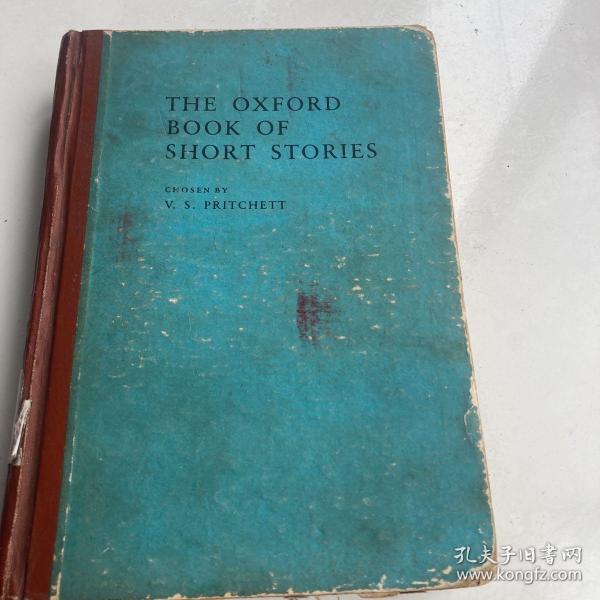 THE OXFORD
BOOK OF
SHORT STORIES
CHOSEN BY
V. S. PRITCHETT
孔夫子旧书网
www.kongfz.com